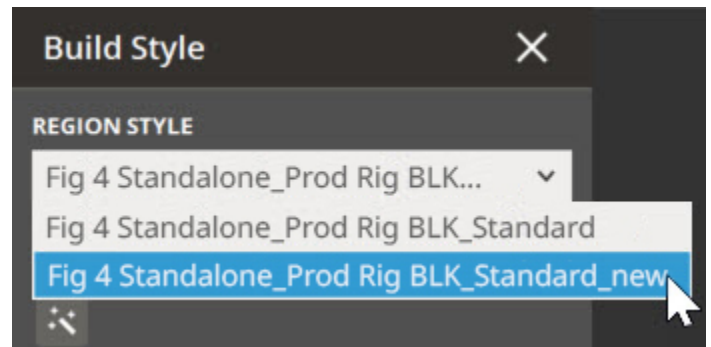 Build Style
REGION STYLE
Fig 4 Standalone_Prod Rig BLK...
Fig 4 Standalone_Prod Rig BLK_Standard
Fig 4 Standalone_Prod Rig BLK_Standard_new